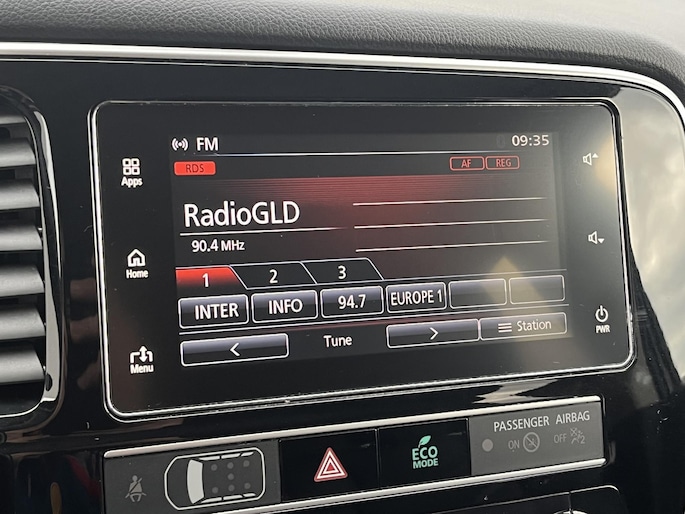 FM 09:35
RDS AF REG
Apps
RadioGLD
90.4 MHz
Home
1 2 3
INTER INFO 94.7 EUROPE 1
< Tune > Station
Menu
PWR
PASSENGER AIRBAG
ON OFF 2
ECO
MODE